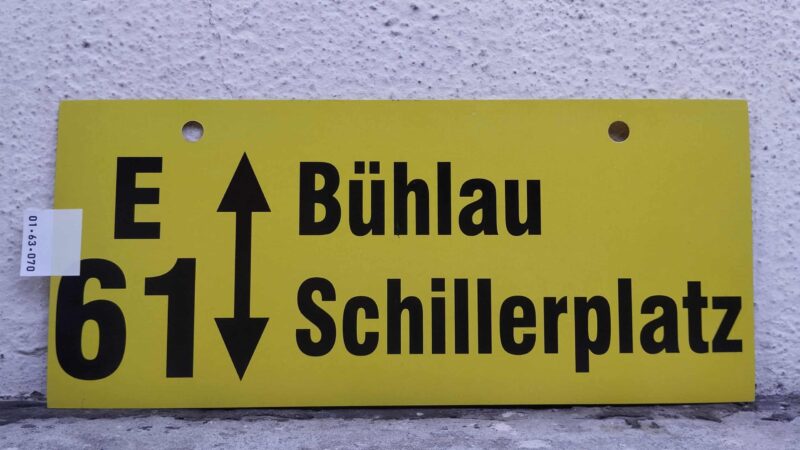 E
61
Bühlau
Schillerplatz
01-63-070